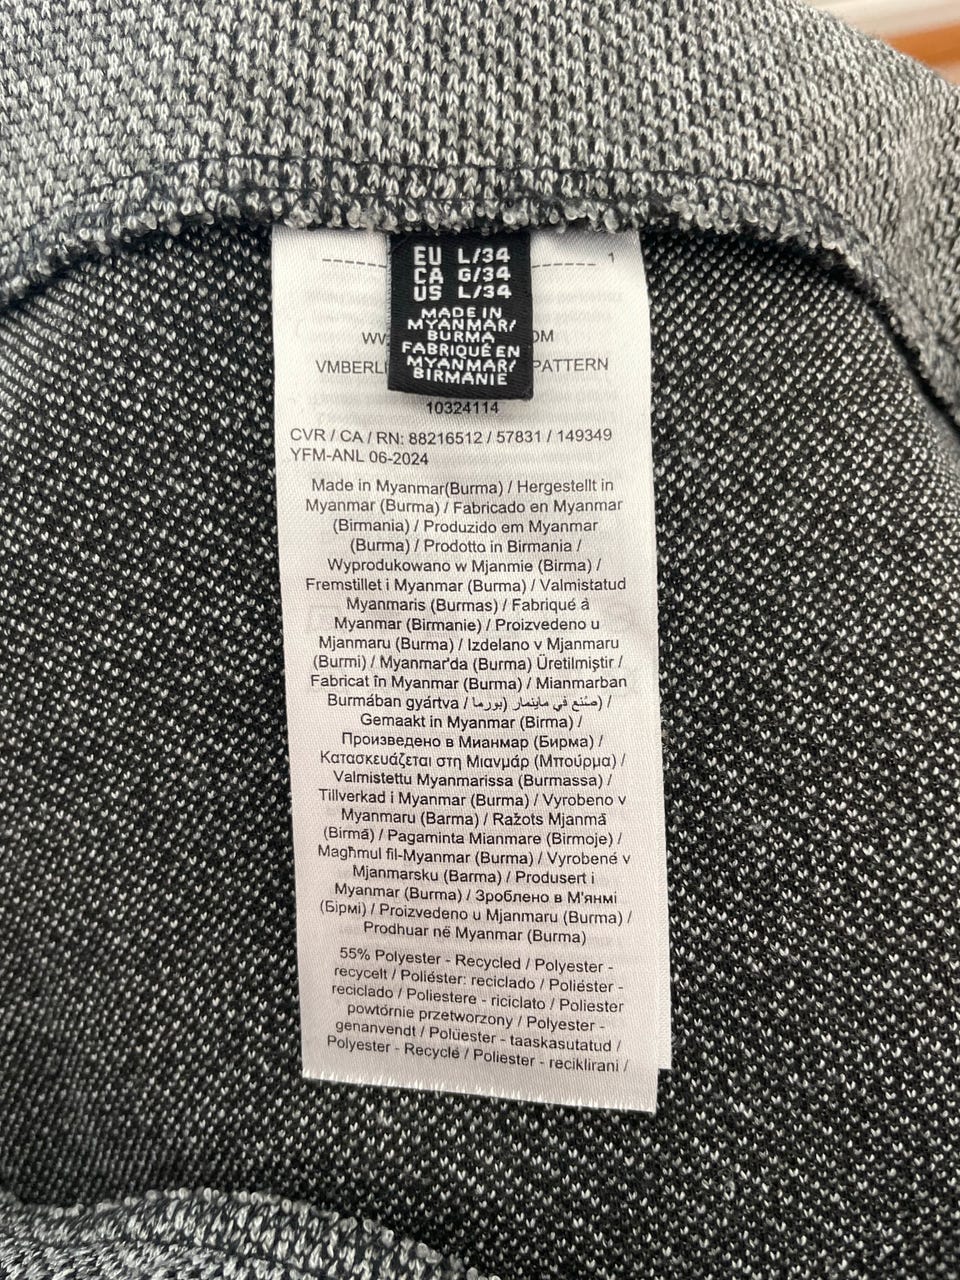 EU L/34
CA G/34
US L/34
MADE IN
MYANMAR/
BURMA
FABRIQUÉ EN
MYANMAR/
BIRMANIE
1
PATTERN
10324114
CVR / CA / RN: 88216512 / 57831 / 149349
YFM-ANL 06-2024
Made in Myanmar(Burma) / Hergestellt in
Myanmar (Burma) / Fabricado en Myanmar
(Birmania) / Produzido em Myanmar
(Burma) / Prodotto in Birmania /
Wyprodukowano w Mjanmie (Birma) /
Fremstillet i Myanmar (Burma) / Valmistatud
Myanmaris (Burmas) / Fabriqué à
Myanmar (Birmanie) / Proizvedeno u
Mjanmaru (Burma) / Izdelano v Mjanmaru
(Burmi) / Myanmar'da (Burma) Üretilmiştir /
Fabricat în Myanmar (Burma) / Mianmarban
Burmában gyártva / صُنع في ماينمار (بورما) /
Gemaakt in Myanmar (Birma) /
Произведено в Мианмар (Бирма) /
Κατασκευάζεται στη Μιανμάρ (Μπούρμα) /
Valmistettu Myanmarissa (Burmassa) /
Tillverkad i Myanmar (Burma) / Vyrobeno v
Myanmaru (Barma) / Ražots Mjanmā
(Birmā) / Pagaminta Mianmare (Birmoje) /
Magħmul fil-Myanmar (Burma) / Vyrobené v
Mjanmarsku (Barma) / Produsert i
Myanmar (Burma) / Зроблено в М'янмі
(Бірмі) / Proizvedeno u Mjanmaru (Burma) /
Prodhuar në Myanmar (Burma)
55% Polyester - Recycled / Polyester -
recycelt / Poliéster: reciclado / Poliéster -
reciclado / Poliestere - riciclato / Poliester
powtórnie przetworzony / Polyester -
genanvendt / Polüester - taaskasutatud /
Polyester - Recyclé / Poliester - reciklirani /